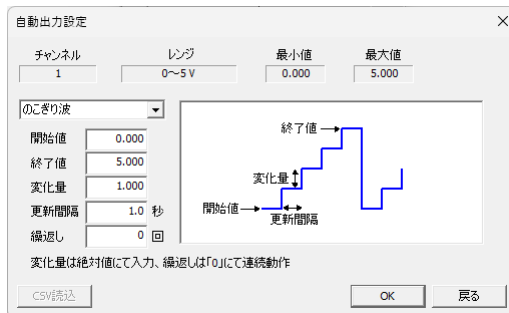 自動出力設定
チャンネル レンジ 最小値 最大値
1 0～5 V 0.000 5.000
のこぎり波
開始値 0.000
終了値 5.000
変化量 1.000
更新間隔 1.0 秒
繰返し 0 回
終了値
変化量
開始値
更新間隔
変化量は絶対値にて入力、繰返しは「0」にて連続動作
CSV読込 OK 戻る